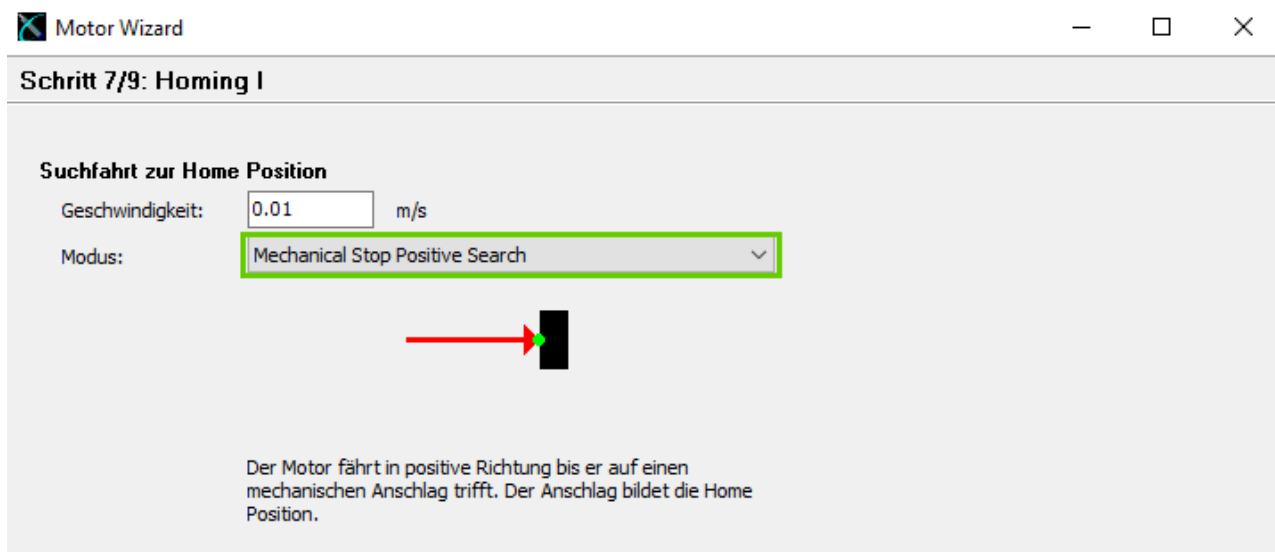 Motor Wizard
Schritt 7/9: Homing I
Suchfahrt zur Home Position
Geschwindigkeit: 0.01 m/s
Modus: Mechanical Stop Positive Search
Der Motor fährt in positive Richtung bis er auf einen
mechanischen Anschlag trifft. Der Anschlag bildet die Home
Position.